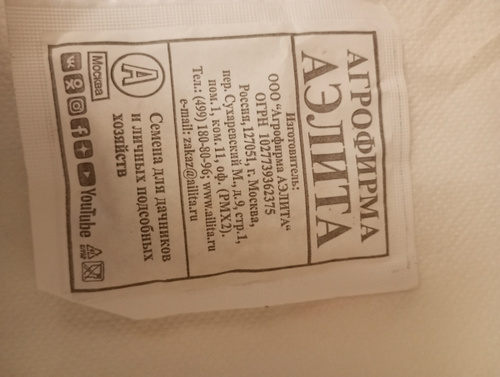 АГРОФИРМА
АЭЛИТА
Изготовитель:
ООО "Агрофирма АЭЛИТА"
ОГРН 1027739362375
Россия, 127051, г. Москва,
пер. Сухаревский М., д.9, стр.1,
пом.1, ком.11, оф. (РМХ2).
Тел.: (499) 180-80-96; www.ailita.ru
e-mail: zakaz@ailita.ru
А
Семена для дачников
и личных подсобных
хозяйств
Москва
YouTube